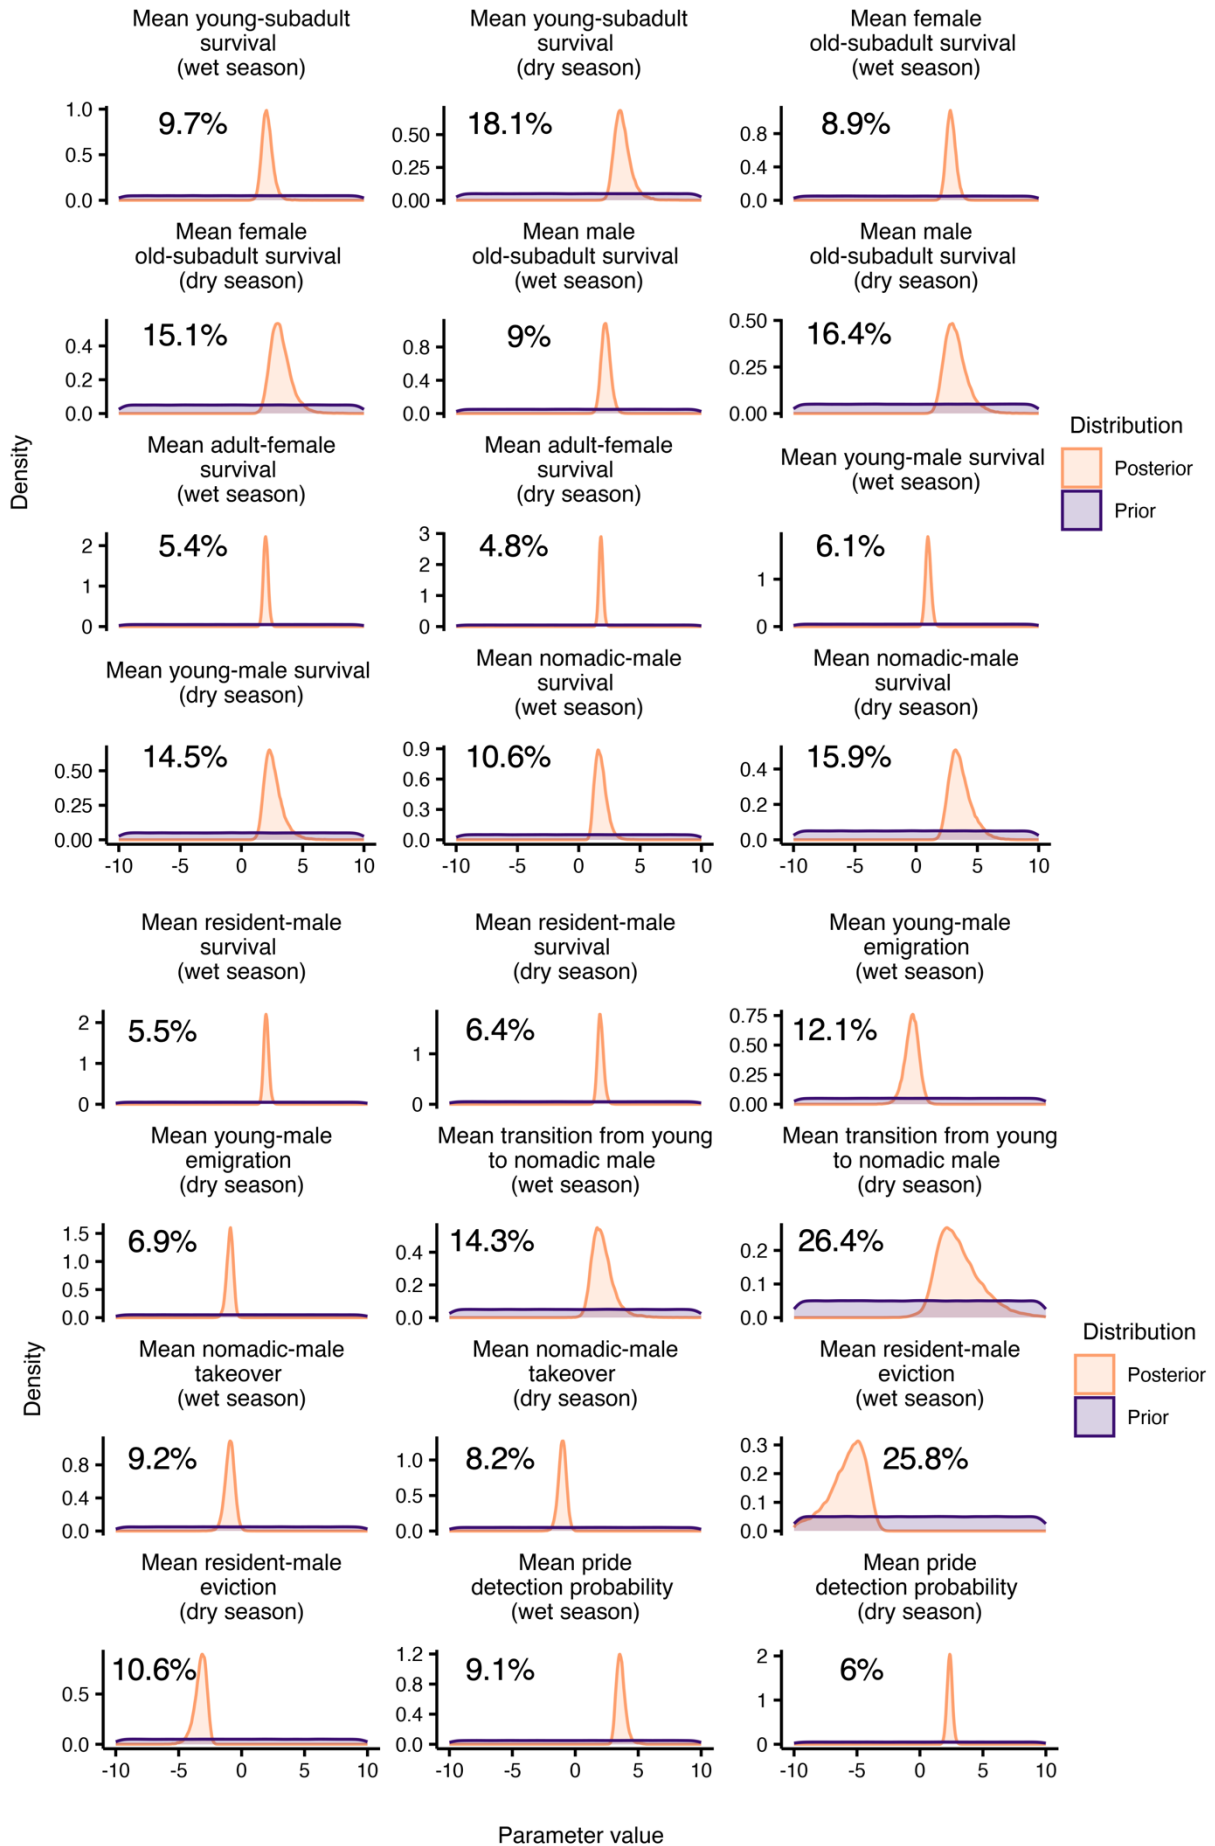 Mean young-subadult
survival
(wet season)
Mean young-subadult
survival
(dry season)
Mean female
old-subadult survival
(wet season)
1.0
0.5
0.0
9.7%
0.50
0.25
0.00
18.1%
0.8
0.4
0.0
8.9%
Mean female
old-subadult survival
(dry season)
Mean male
old-subadult survival
(wet season)
Mean male
old-subadult survival
(dry season)
0.4
0.2
0.0
15.1%
0.8
0.4
0.0
9%
0.50
0.25
0.00
16.4%
Mean adult-female
survival
(wet season)
Mean adult-female
survival
(dry season)
Mean young-male survival
(wet season)
2
1
0
5.4%
3
2
1
0
4.8%
1
0
6.1%
Mean young-male survival
(dry season)
Mean nomadic-male
survival
(wet season)
Mean nomadic-male
survival
(dry season)
0.50
0.25
0.00
14.5%
0.9
0.6
0.3
0.0
10.6%
0.4
0.2
0.0
15.9%
-10 -5 0 5 10
-10 -5 0 5 10
-10 -5 0 5 10
Density
Distribution
Posterior
Prior
Mean resident-male
survival
(wet season)
Mean resident-male
survival
(dry season)
Mean young-male
emigration
(wet season)
2
1
0
5.5%
1
0
6.4%
0.75
0.50
0.25
0.00
12.1%
Mean young-male
emigration
(dry season)
Mean transition from young
to nomadic male
(wet season)
Mean transition from young
to nomadic male
(dry season)
1.5
1.0
0.5
0.0
6.9%
0.4
0.2
0.0
14.3%
0.2
0.1
0.0
26.4%
Mean nomadic-male
takeover
(wet season)
Mean nomadic-male
takeover
(dry season)
Mean resident-male
eviction
(wet season)
0.8
0.4
0.0
9.2%
1.0
0.5
0.0
8.2%
0.3
0.2
0.1
0.0
25.8%
Mean resident-male
eviction
(dry season)
Mean pride
detection probability
(wet season)
Mean pride
detection probability
(dry season)
0.5
0.0
10.6%
1.2
0.8
0.4
0.0
9.1%
2
1
0
6%
-10 -5 0 5 10
-10 -5 0 5 10
-10 -5 0 5 10
Density
Distribution
Posterior
Prior
Parameter value